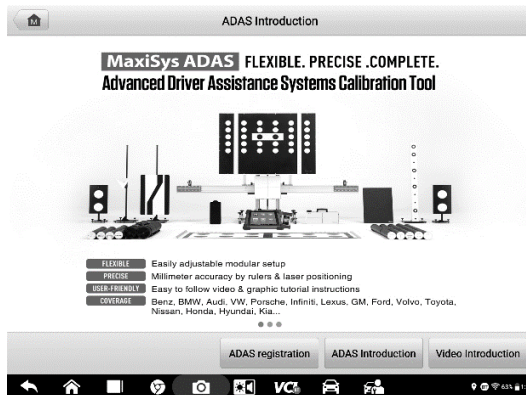 ADAS Introduction
MaxiSys ADAS FLEXIBLE. PRECISE .COMPLETE.
Advanced Driver Assistance Systems Calibration Tool
FLEXIBLE Easily adjustable modular setup
PRECISE Millimeter accuracy by rulers & laser positioning
USER-FRIENDLY Easy to follow video & graphic tutorial instructions
COVERAGE Benz, BMW, Audi, VW, Porsche, Infiniti, Lexus, GM, Ford, Volvo, Toyota,
Nissan, Honda, Hyundai, Kia...
ADAS registration ADAS Introduction Video Introduction
VCI 63%